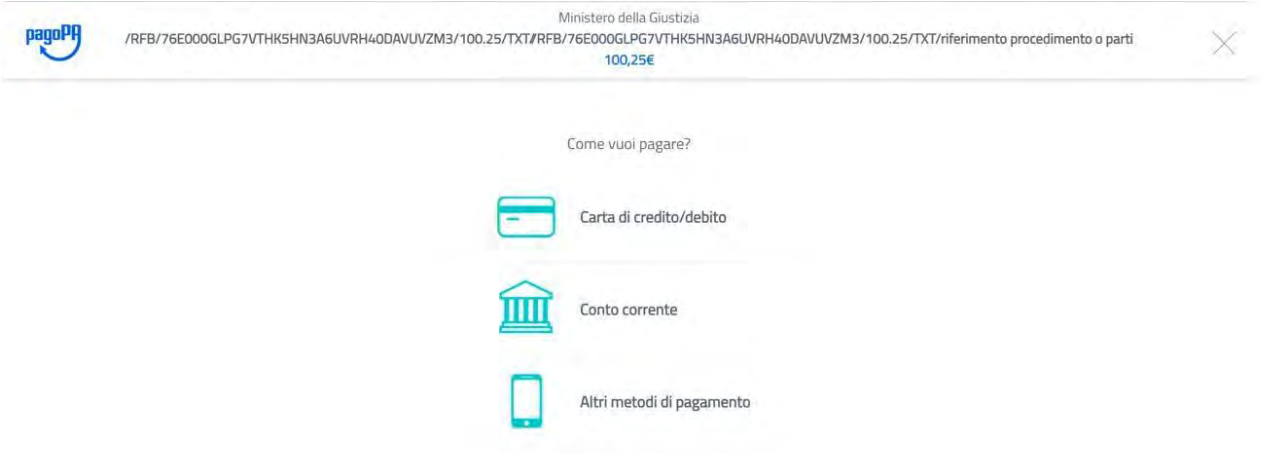 pagoPA
Ministero della Giustizia
/RFB/76E000GLPG7VTHK5HN3A6UVRH40DAVUVZM3/100.25/TXT//RFB/76E000GLPG7VTHK5HN3A6UVRH40DAVUVZM3/100.25/TXT/riferimento procedimento o parti
100,25€
Come vuoi pagare?
Carta di credito/debito
Conto corrente
Altri metodi di pagamento